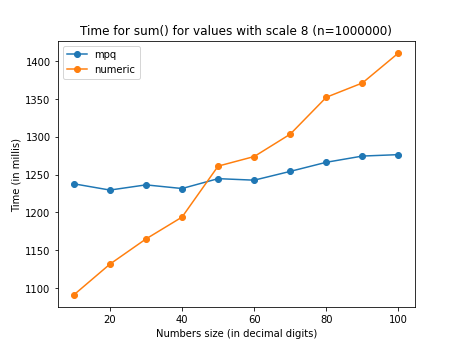 Time for sum() for values with scale 8 (n=1000000)
mpq
numeric
1400
1350
1300
1250
1200
1150
1100
Time (in millis)
20 40 60 80 100
Numbers size (in decimal digits)